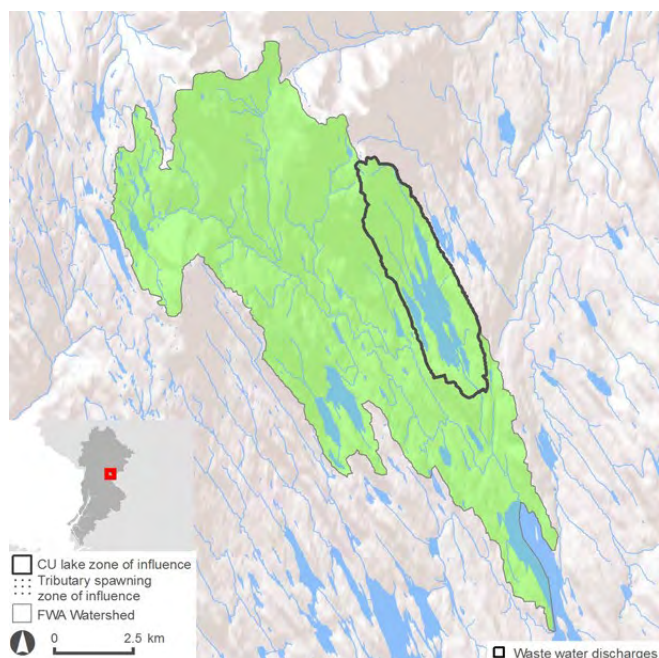 CU lake zone of influence
Tributary spawning
zone of influence
FWA Watershed
0 2.5 km
Waste water discharges